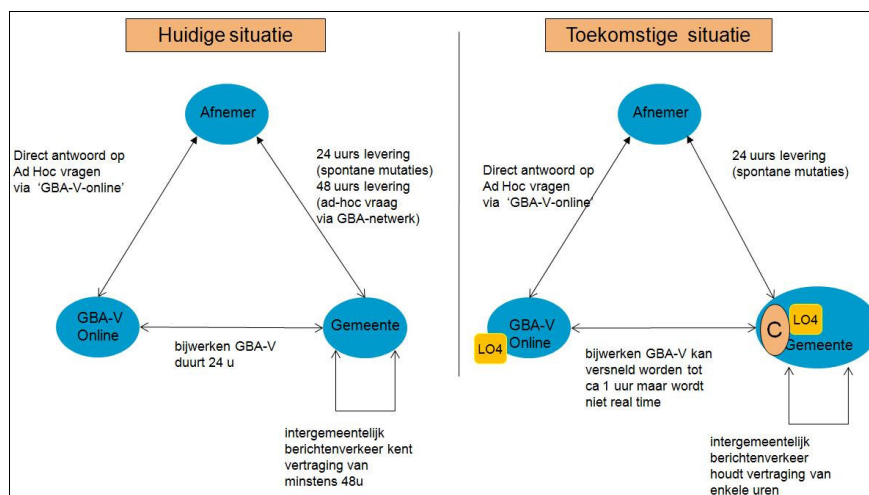 Huidige situatie
Afnemer
Direct antwoord op
Ad Hoc vragen
via 'GBA-V-online'
24 uurs levering
(spontane mutaties)
48 uurs levering
(ad-hoc vraag
via GBA-netwerk)
GBA-V
Online
LO4
Gemeente
bijwerken GBA-V
duurt 24 u
intergemeentelijk
berichtenverkeer kent
vertraging van
minstens 48u
Toekomstige situatie
Afnemer
Direct antwoord op
Ad Hoc vragen
via 'GBA-V-online'
24 uurs levering
(spontane mutaties)
GBA-V
Online
LO4
C
LO4
Gemeente
bijwerken GBA-V kan
versneld worden tot
ca 1 uur maar wordt
niet real time
intergemeentelijk
berichtenverkeer
houdt vertraging van
enkele uren